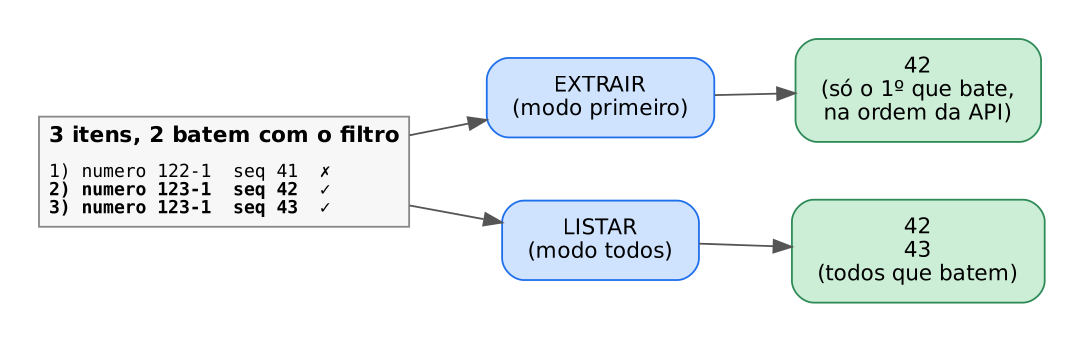 3 itens, 2 batem com o filtro
1) numero 122-1  seq 41  ✗
2) numero 123-1  seq 42  ✓
3) numero 123-1  seq 43  ✓
EXTRAIR
(modo primeiro)
42
(só o 1º que bate,
na ordem da API)
LISTAR
(modo todos)
42
43
(todos que batem)